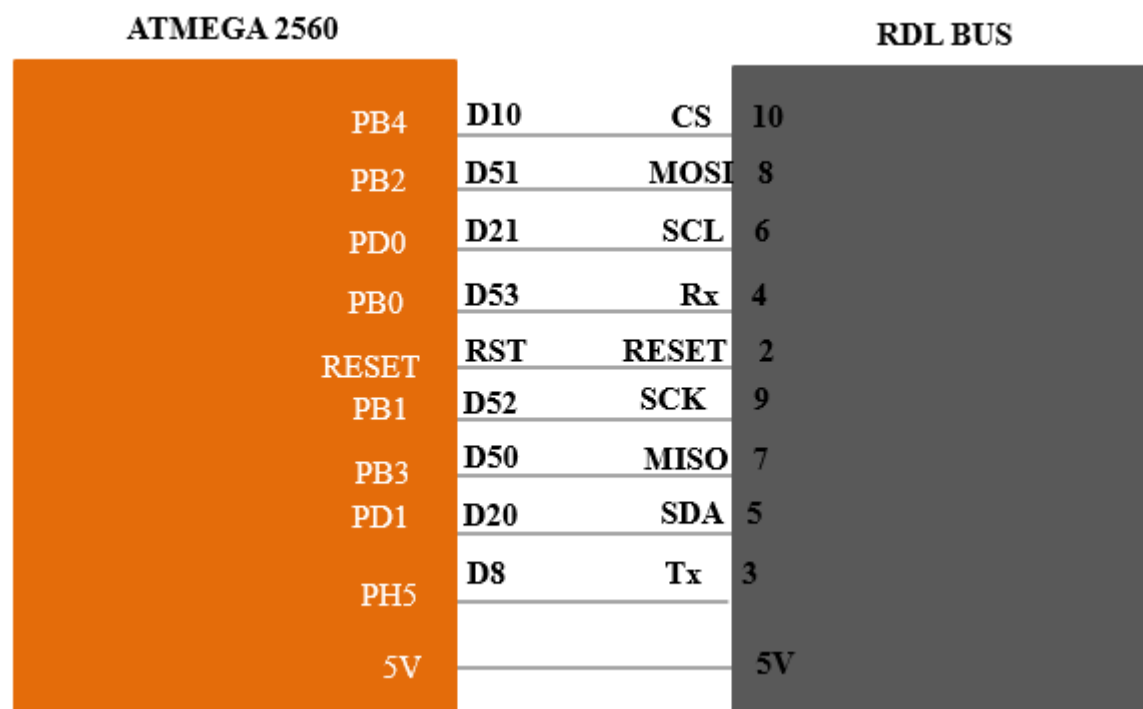 ATMEGA 2560 RDL BUS
PB4 D10 CS 10
PB2 D51 MOSI 8
PD0 D21 SCL 6
PB0 D53 Rx 4
RESET RST RESET 2
PB1 D52 SCK 9
PB3 D50 MISO 7
PD1 D20 SDA 5
PH5 D8 Tx 3
5V 5V